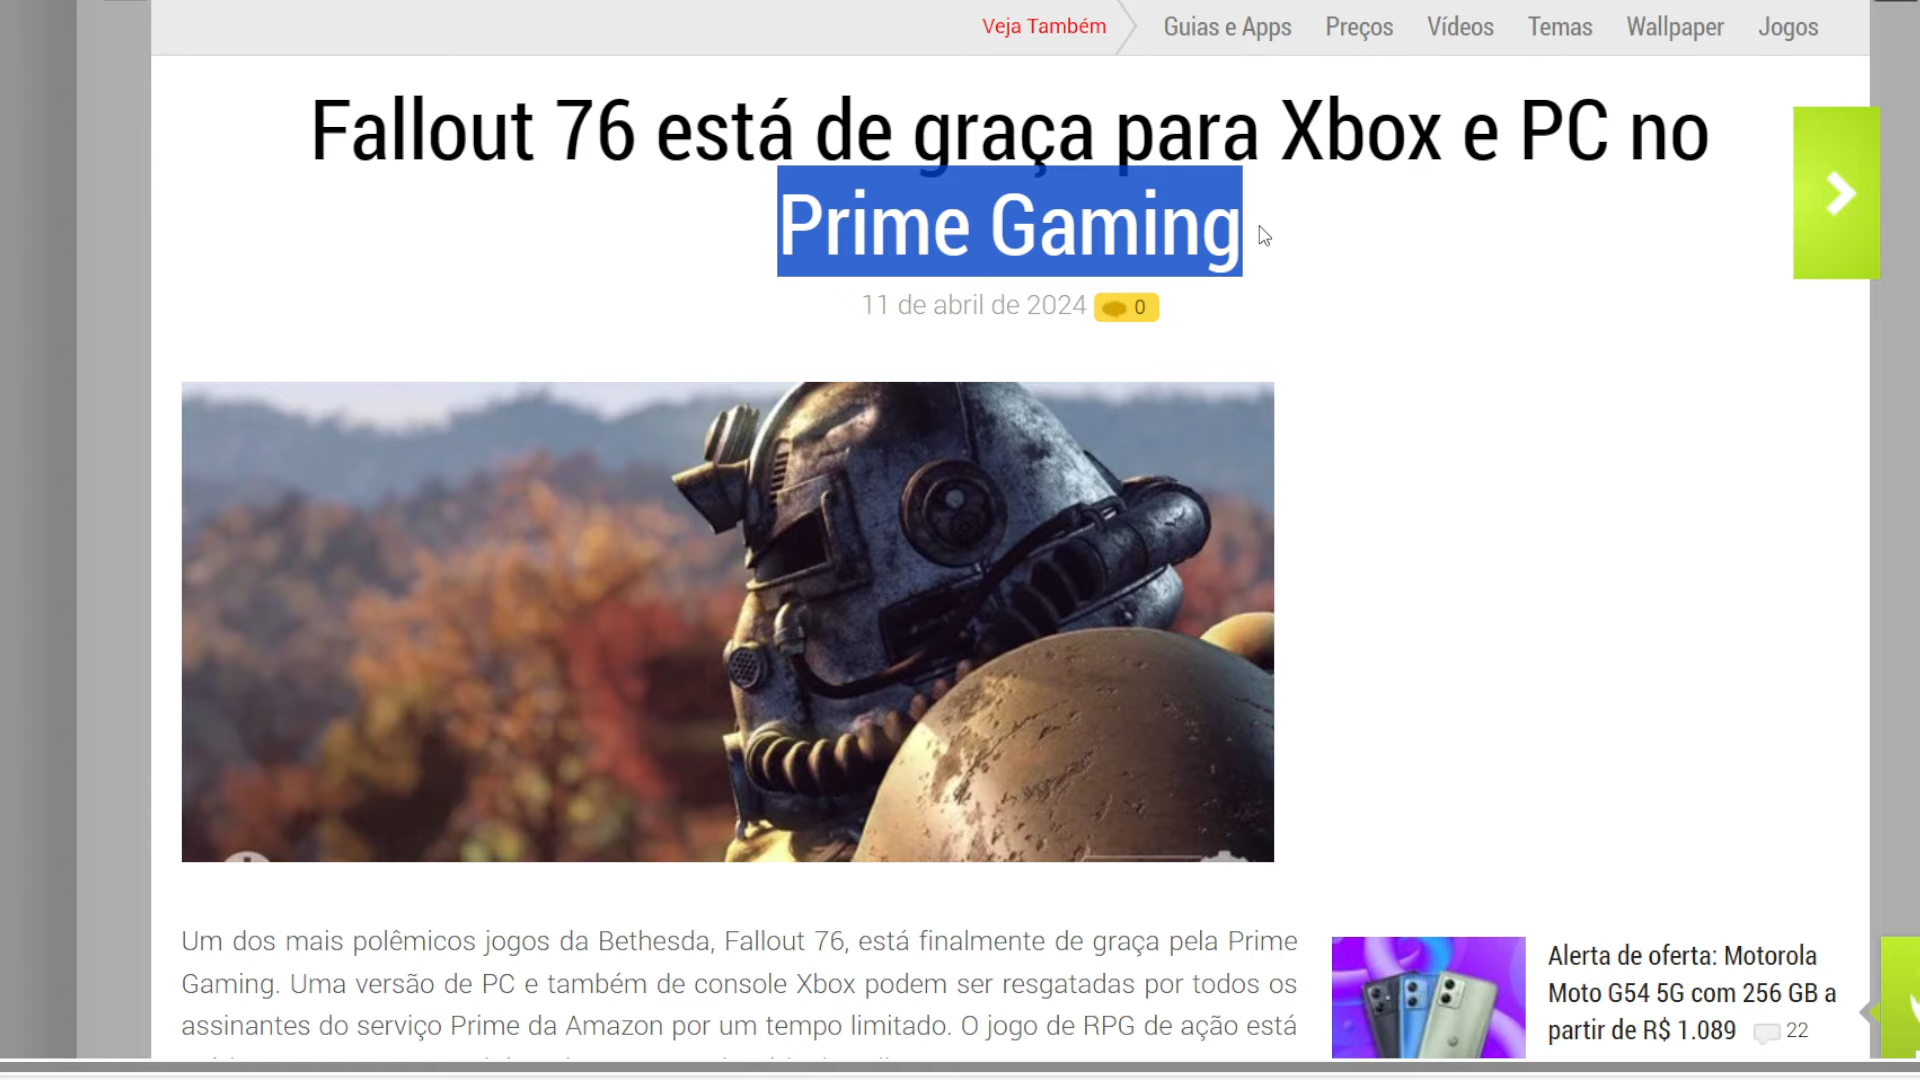 Veja Também
Guias e Apps Preços Vídeos Temas Wallpaper Jogos
Fallout 76 está de graça para Xbox e PC no
Prime Gaming
11 de abril de 2024 0
Um dos mais polêmicos jogos da Bethesda, Fallout 76, está finalmente de graça pela Prime
Gaming. Uma versão de PC e também de console Xbox podem ser resgatadas por todos os
assinantes do serviço Prime da Amazon por um tempo limitado. O jogo de RPG de ação está
Alerta de oferta: Motorola
Moto G54 5G com 256 GB a
partir de R$ 1.089 22